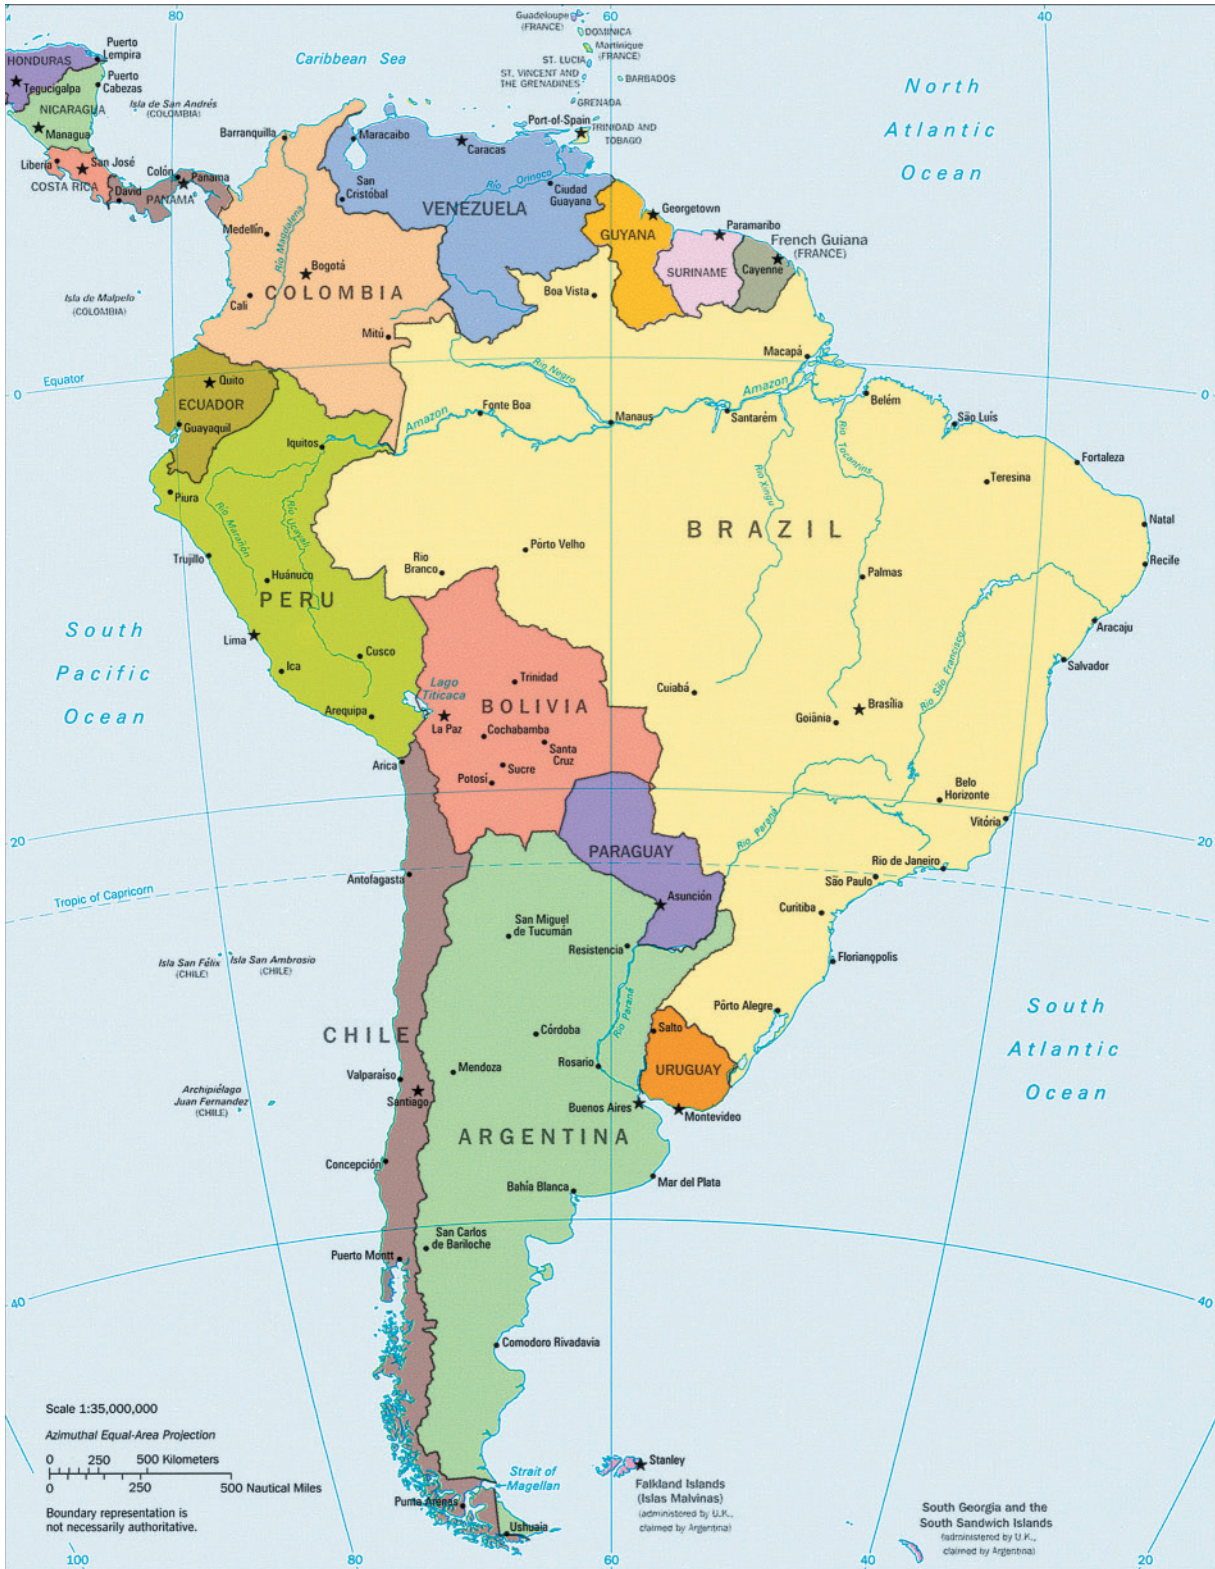 80
60
40
Guadeloupe
(FRANCE)
DOMINICA
Martinique
(FRANCE)
ST. LUCIA
ST. VINCENT AND
THE GRENADINES
BARBADOS
GRENADA
Port-of-Spain
TRINIDAD AND
TOBAGO
Caribbean Sea
North
Atlantic
Ocean
HONDURAS
Puerto
Lempira
Tegucigalpa
Puerto
Cabezas
NICARAGUA
Managua
Isla de San Andrés
(COLOMBIA)
Liberia
San José
COSTA RICA
Colón
Panama
David
PANAMA
Barranquilla
Maracaibo
Caracas
San
Cristóbal
Río Orinoco
Ciudad
Guayana
VENEZUELA
Georgetown
GUYANA
Paramaribo
SURINAME
French Guiana
(FRANCE)
Cayenne
Medellín
Río Magdalena
Bogotá
COLOMBIA
Cali
Mitú
Isla de Malpelo
(COLOMBIA)
Boa Vista
Macapá
Equator
0
0
Quito
ECUADOR
Guayaquil
Rio Negro
Amazon
Fonte Boa
Manaus
Amazon
Santarém
Belém
São Luís
Iquitos
Rio Xingu
Rio Tocantins
Fortaleza
Teresina
Piura
Río Marañón
Río Ucayali
Natal
BRAZIL
Trujillo
Huánuco
PERU
Rio
Branco
Pôrto Velho
Palmas
Recife
Lima
Ica
Cusco
Aracaju
Salvador
Rio São Francisco
South
Pacific
Ocean
Lago
Titicaca
Trinidad
BOLIVIA
Cuiabá
Brasília
Goiânia
Arequipa
La Paz
Cochabamba
Santa
Cruz
Sucre
Potosí
Arica
Belo
Horizonte
Vitória
20
20
PARAGUAY
Rio Paraná
Rio de Janeiro
São Paulo
Tropic of Capricorn
Antofagasta
Asunción
Curitiba
San Miguel
de Tucumán
Resistencia
Florianópolis
Isla San Félix
(CHILE)
Isla San Ambrosio
(CHILE)
Río Paraná
Pôrto Alegre
South
Atlantic
Ocean
CHILE
Córdoba
Salto
Rosario
URUGUAY
Valparaíso
Mendoza
Santiago
Archipiélago
Juan Fernandez
(CHILE)
Buenos Aires
Montevideo
ARGENTINA
Concepción
Bahía Blanca
Mar del Plata
San Carlos
de Bariloche
Puerto Montt
40
40
Comodoro Rivadavia
Scale 1:35,000,000
Azimuthal Equal-Area Projection
0 250 500 Kilometers
0 250 500 Nautical Miles
Boundary representation is
not necessarily authoritative.
Strait of
Magellan
Punta Arenas
Ushuaia
Stanley
Falkland Islands
(Islas Malvinas)
(administered by U.K.,
claimed by Argentina)
South Georgia and the
South Sandwich Islands
(administered by U.K.,
claimed by Argentina)
100
80
60
40
20